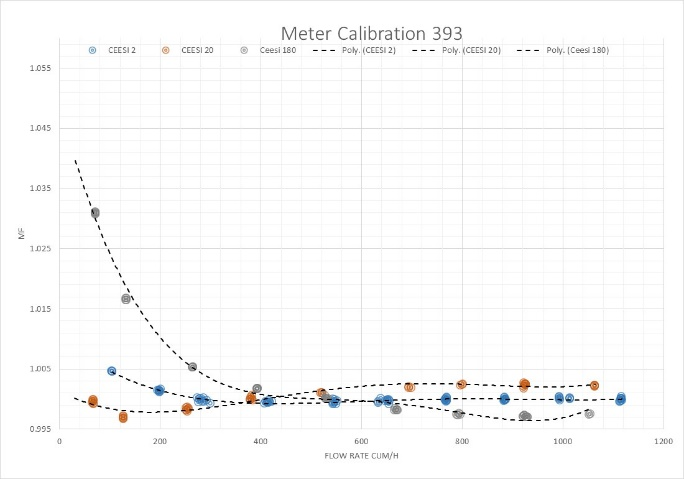 Meter Calibration 393
CEESI 2 CEESI 20 Ceesi 180 Poly. (CEESI 2) Poly. (CEESI 20) Poly. (Ceesi 180)
1.055
1.045
1.035
1.025
1.015
1.005
0.995
MF
0 200 400 600 800 1000 1200
FLOW RATE CUM/H